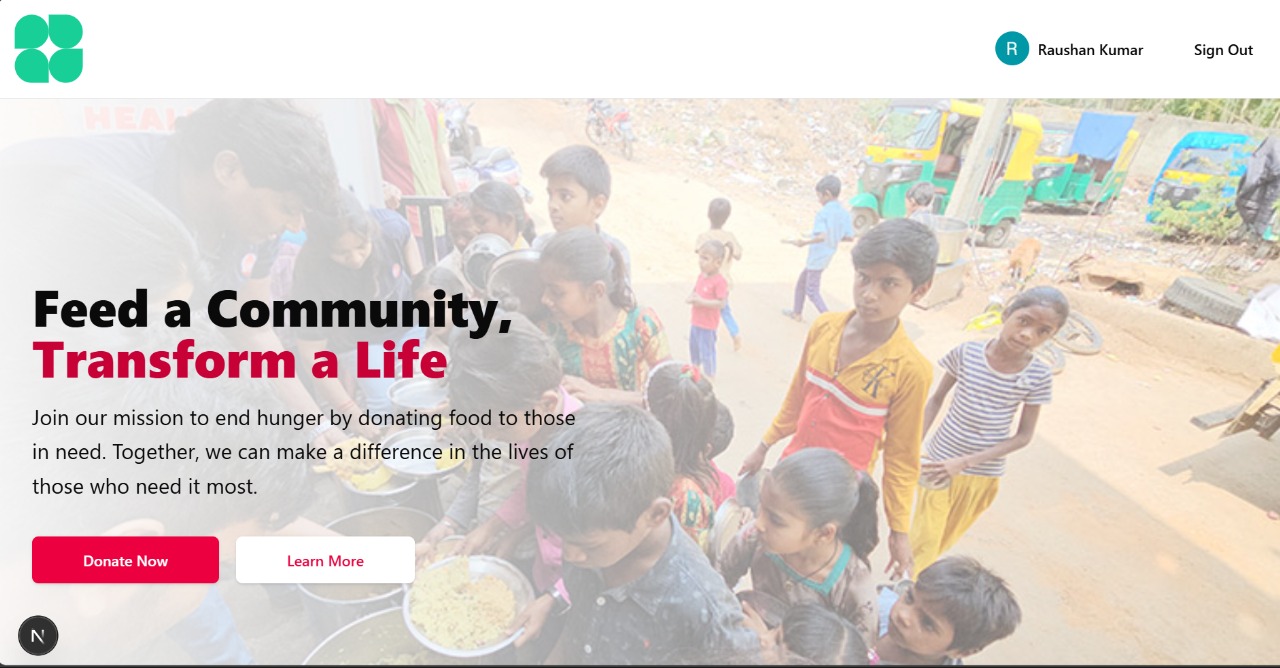 R Raushan Kumar Sign Out
Feed a Community,
Transform a Life
Join our mission to end hunger by donating food to those
in need. Together, we can make a difference in the lives of
those who need it most.
Donate Now Learn More
N